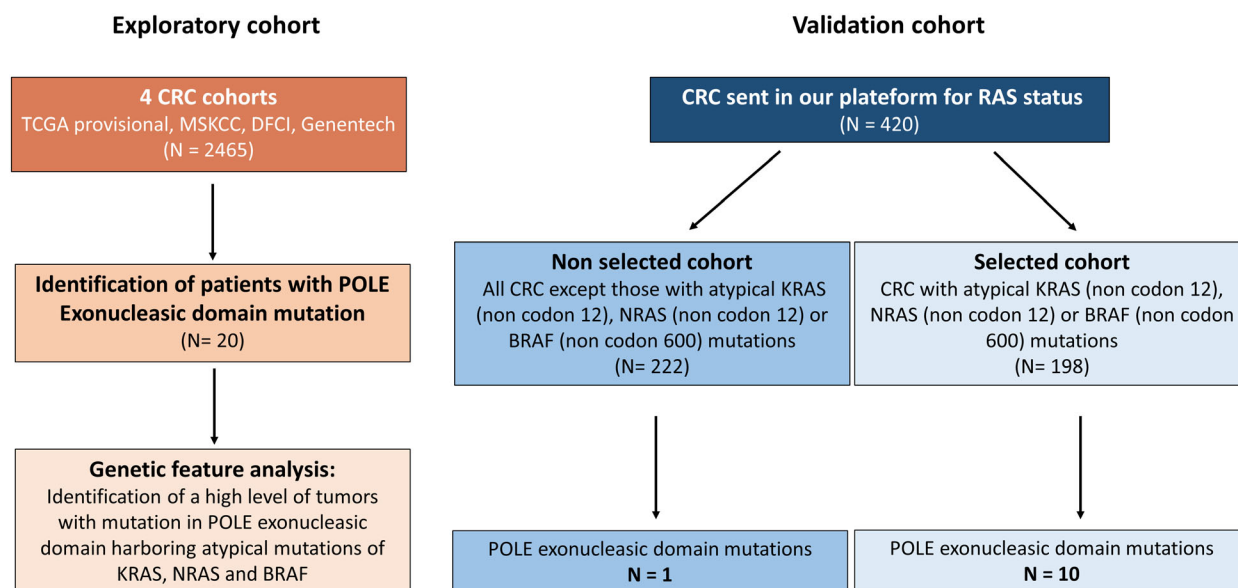 Exploratory cohort
4 CRC cohorts
TCGA provisional, MSKCC, DFCI, Genentech
(N = 2465)
Identification of patients with POLE
Exonucleasic domain mutation
(N= 20)
Genetic feature analysis:
Identification of a high level of tumors
with mutation in POLE exonucleasic
domain harboring atypical mutations of
KRAS, NRAS and BRAF
Validation cohort
CRC sent in our plateform for RAS status
(N = 420)
Non selected cohort
All CRC except those with atypical KRAS
(non codon 12), NRAS (non codon 12) or
BRAF (non codon 600) mutations
(N= 222)
POLE exonucleasic domain mutations
N = 1
Selected cohort
CRC with atypical KRAS (non codon 12),
NRAS (non codon 12) or BRAF (non codon
600) mutations
(N= 198)
POLE exonucleasic domain mutations
N = 10